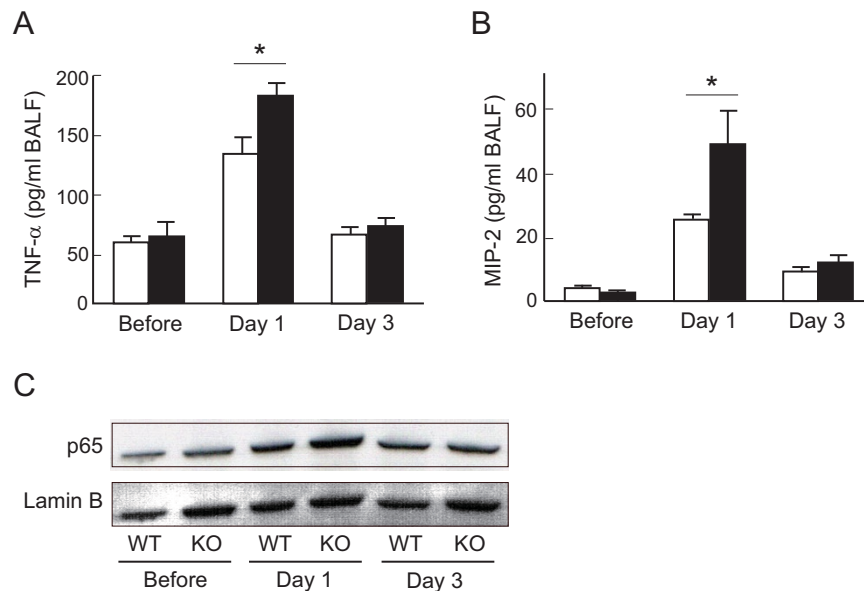 A
TNF-α (pg/ml BALF)
200
150
100
50
0
*
Before Day 1 Day 3
B
MIP-2 (pg/ml BALF)
60
40
20
0
*
Before Day 1 Day 3
C
p65
Lamin B
WT KO WT KO WT KO
Before Day 1 Day 3